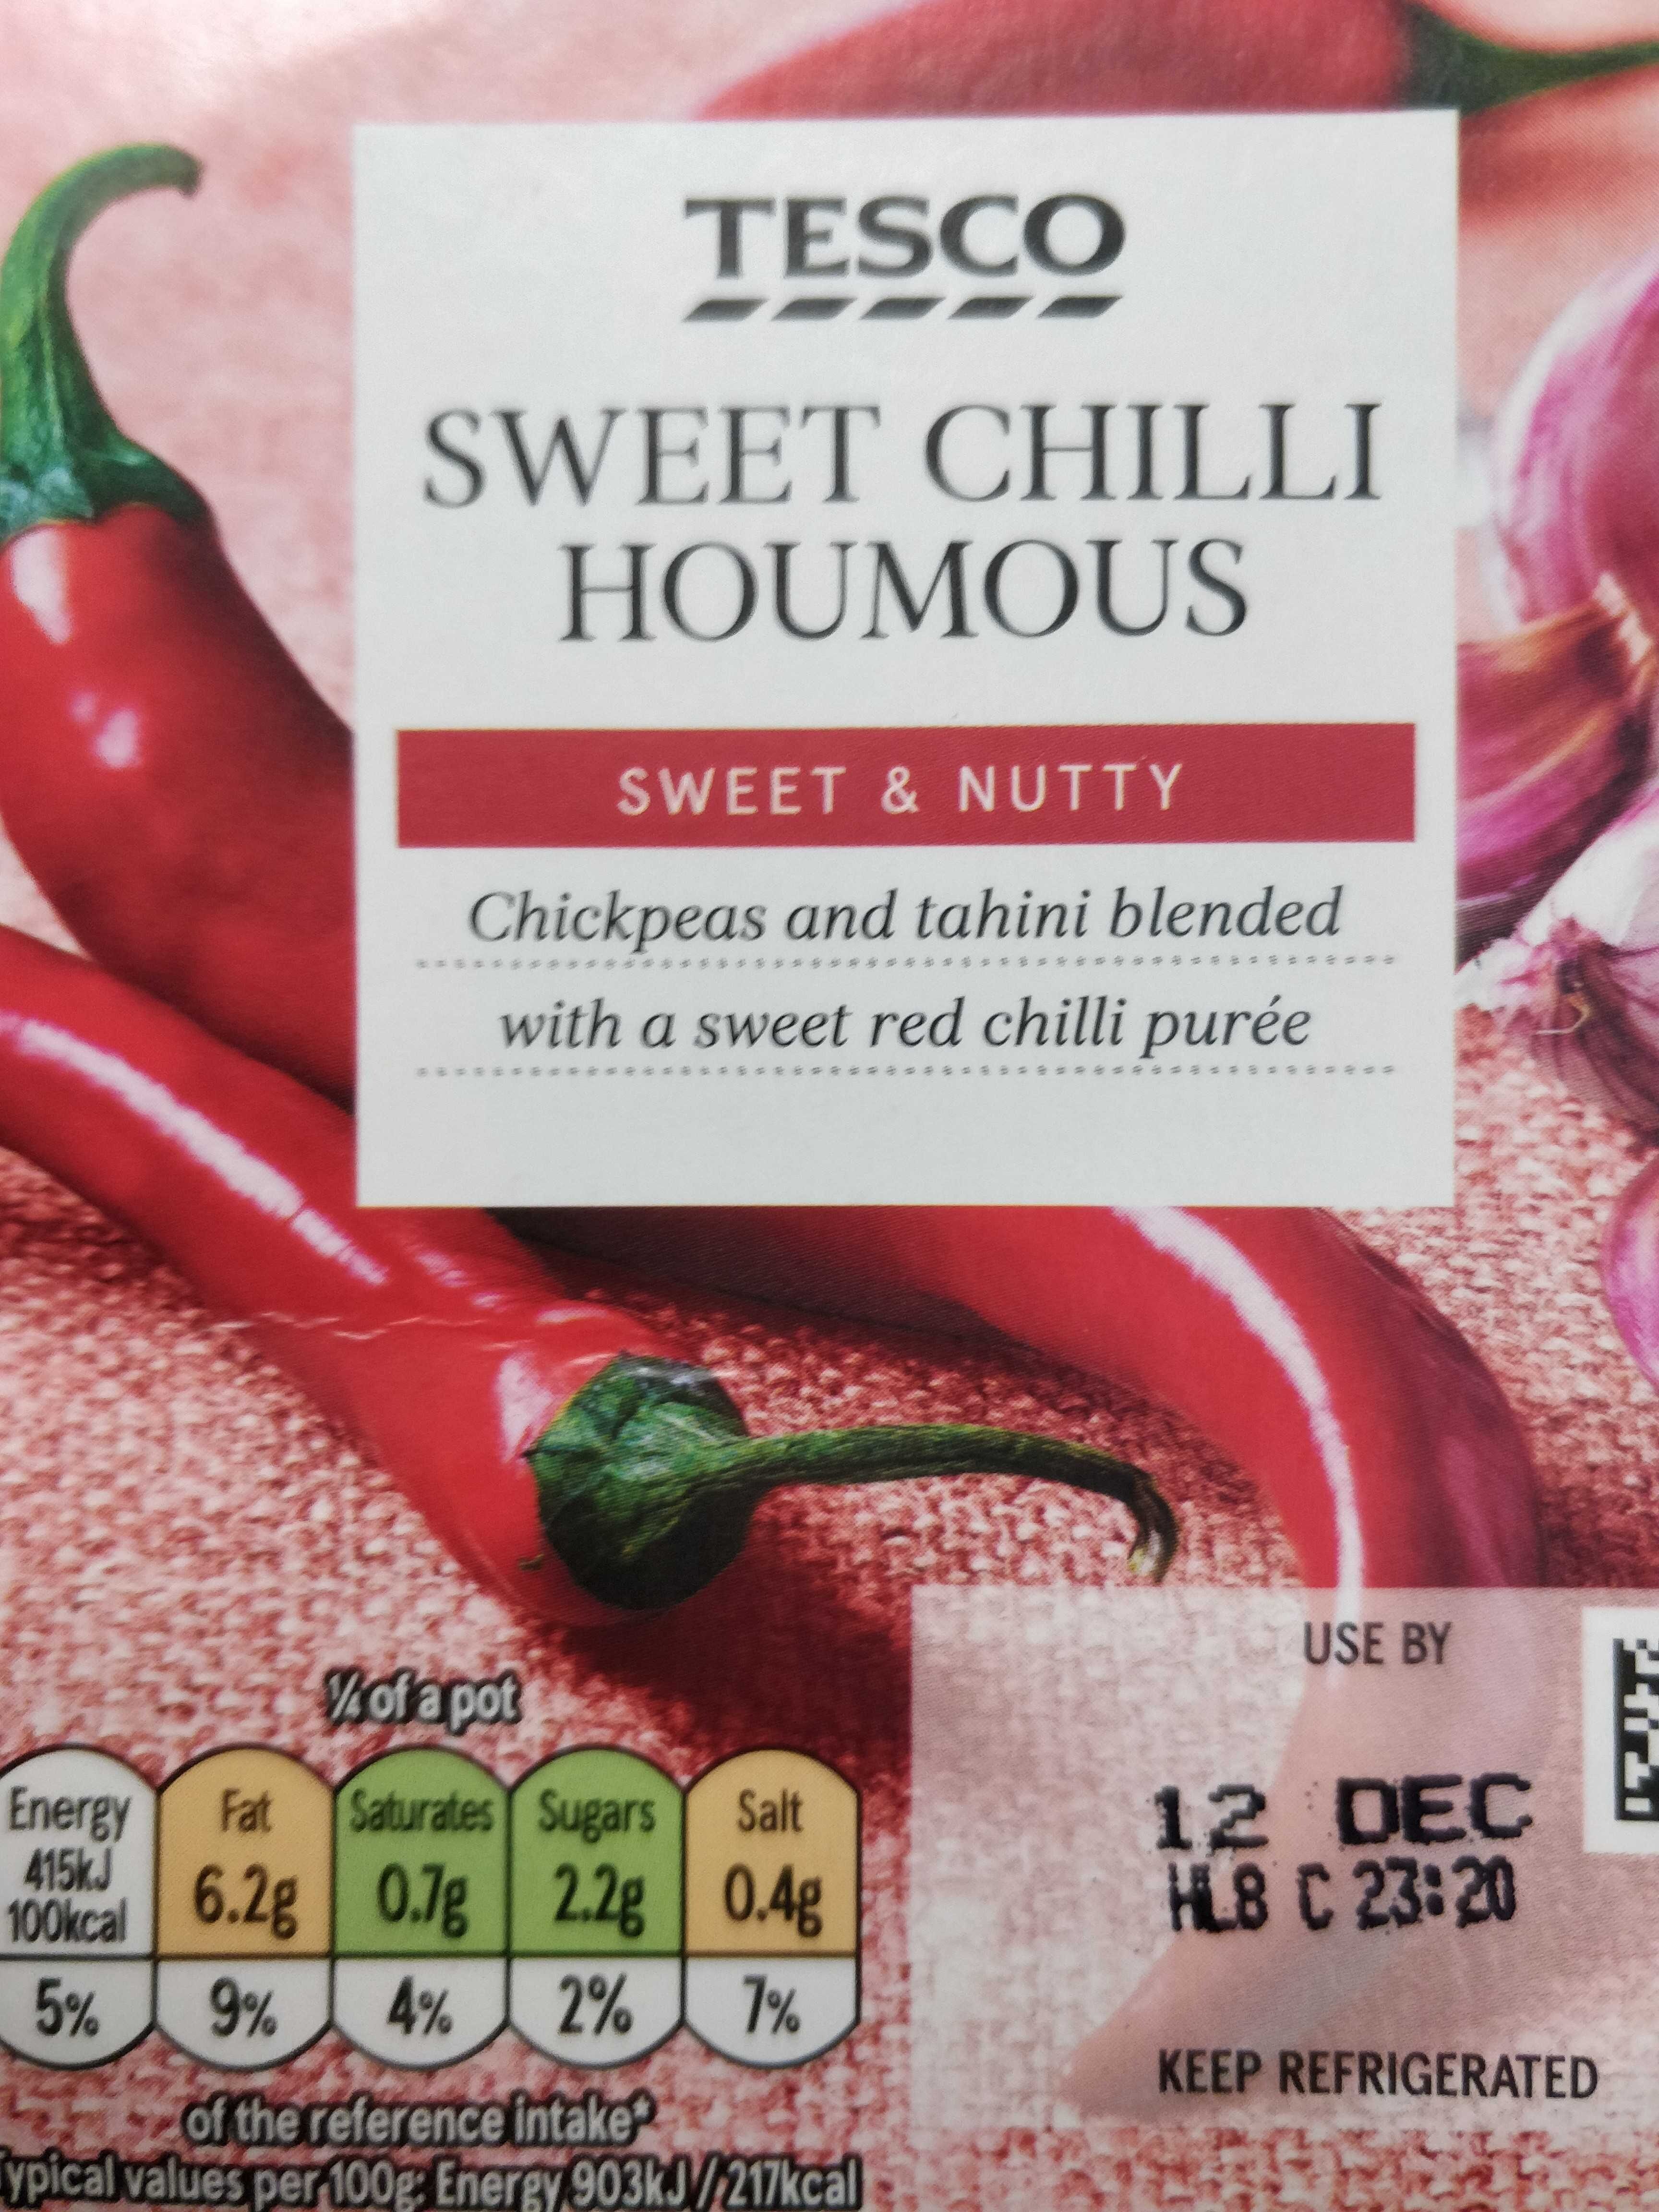 TESCO
SWEET CHILLI
HOUMOUS
SWEET & NUTTY
Chickpeas and tahini blended
with a sweet red chilli purée
USE BY
12 DEC
HLB C 23:20
KEEP REFRIGERATED
¼ of a pot
Energy Fat Saturates Sugars Salt
415kJ
100kcal 6.2g 0.7g 2.2g 0.4g
5% 9% 4% 2% 7%
of the reference intake*
Typical values per 100g: Energy 903kJ / 217kcal